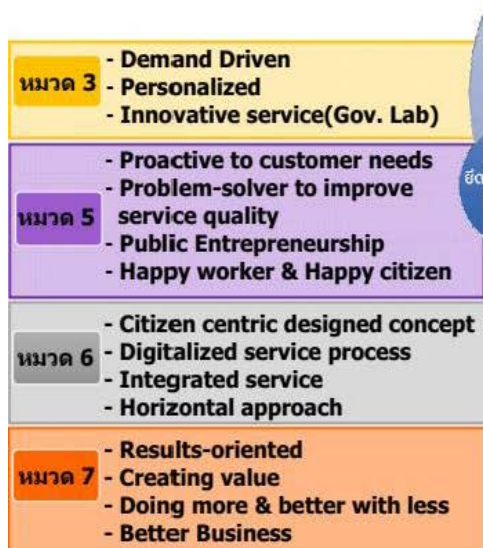 - Demand Driven
หมวด 3 - Personalized
- Innovative service(Gov. Lab)
- Proactive to customer needs
- Problem-solver to improve
หมวด 5 service quality
- Public Entrepreneurship
- Happy worker & Happy citizen
- Citizen centric designed concept
หมวด 6 - Digitalized service process
- Integrated service
- Horizontal approach
- Results-oriented
หมวด 7 - Creating value
- Doing more & better with less
- Better Business